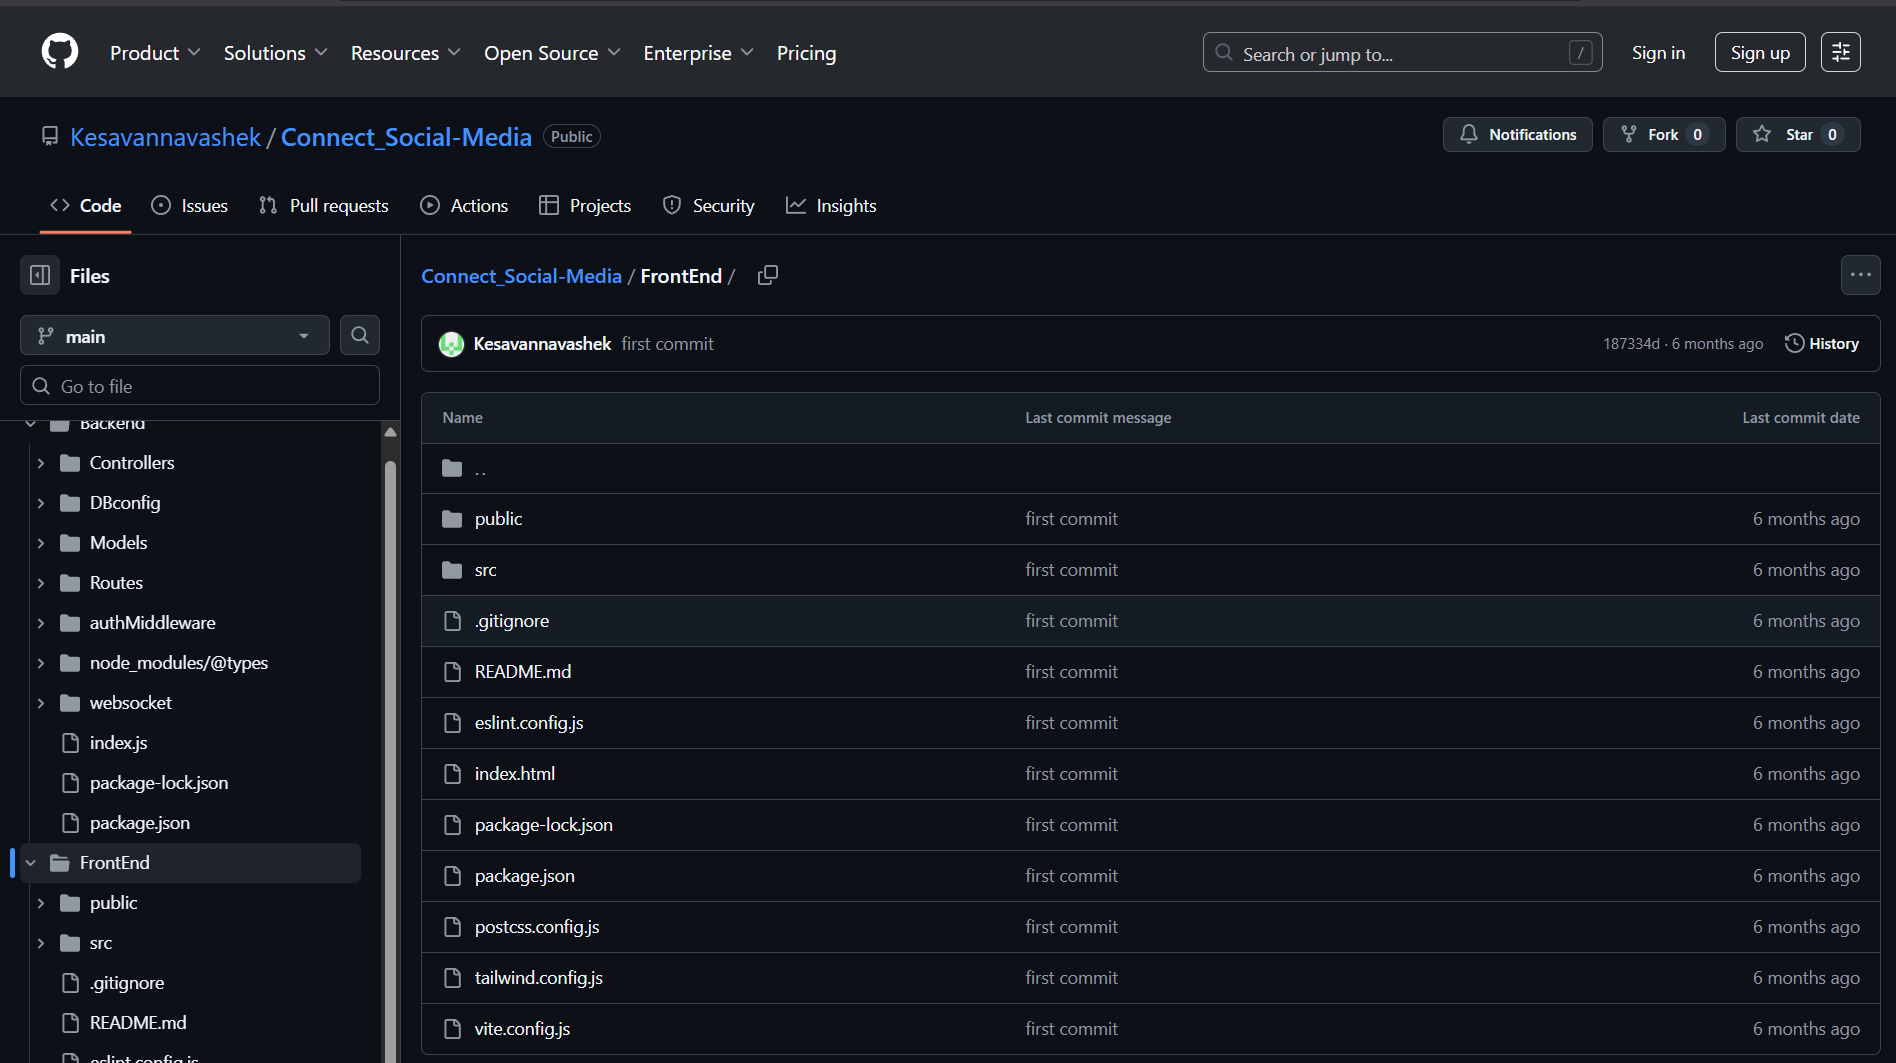 Product Solutions Resources Open Source Enterprise Pricing Search or jump to... / Sign in Sign up
Kesavannavashek / Connect_Social-Media Public Notifications Fork 0 Star 0
Code Issues Pull requests Actions Projects Security Insights
Files
main
Go to file
Backend
Controllers
DBconfig
Models
Routes
authMiddleware
node_modules/@types
websocket
index.js
package-lock.json
package.json
FrontEnd
public
src
.gitignore
README.md
eslint.config.js
Connect_Social-Media / FrontEnd /
Kesavannavashek first commit 187334d · 6 months ago History
Name Last commit message Last commit date
..
public first commit 6 months ago
src first commit 6 months ago
.gitignore first commit 6 months ago
README.md first commit 6 months ago
eslint.config.js first commit 6 months ago
index.html first commit 6 months ago
package-lock.json first commit 6 months ago
package.json first commit 6 months ago
postcss.config.js first commit 6 months ago
tailwind.config.js first commit 6 months ago
vite.config.js first commit 6 months ago